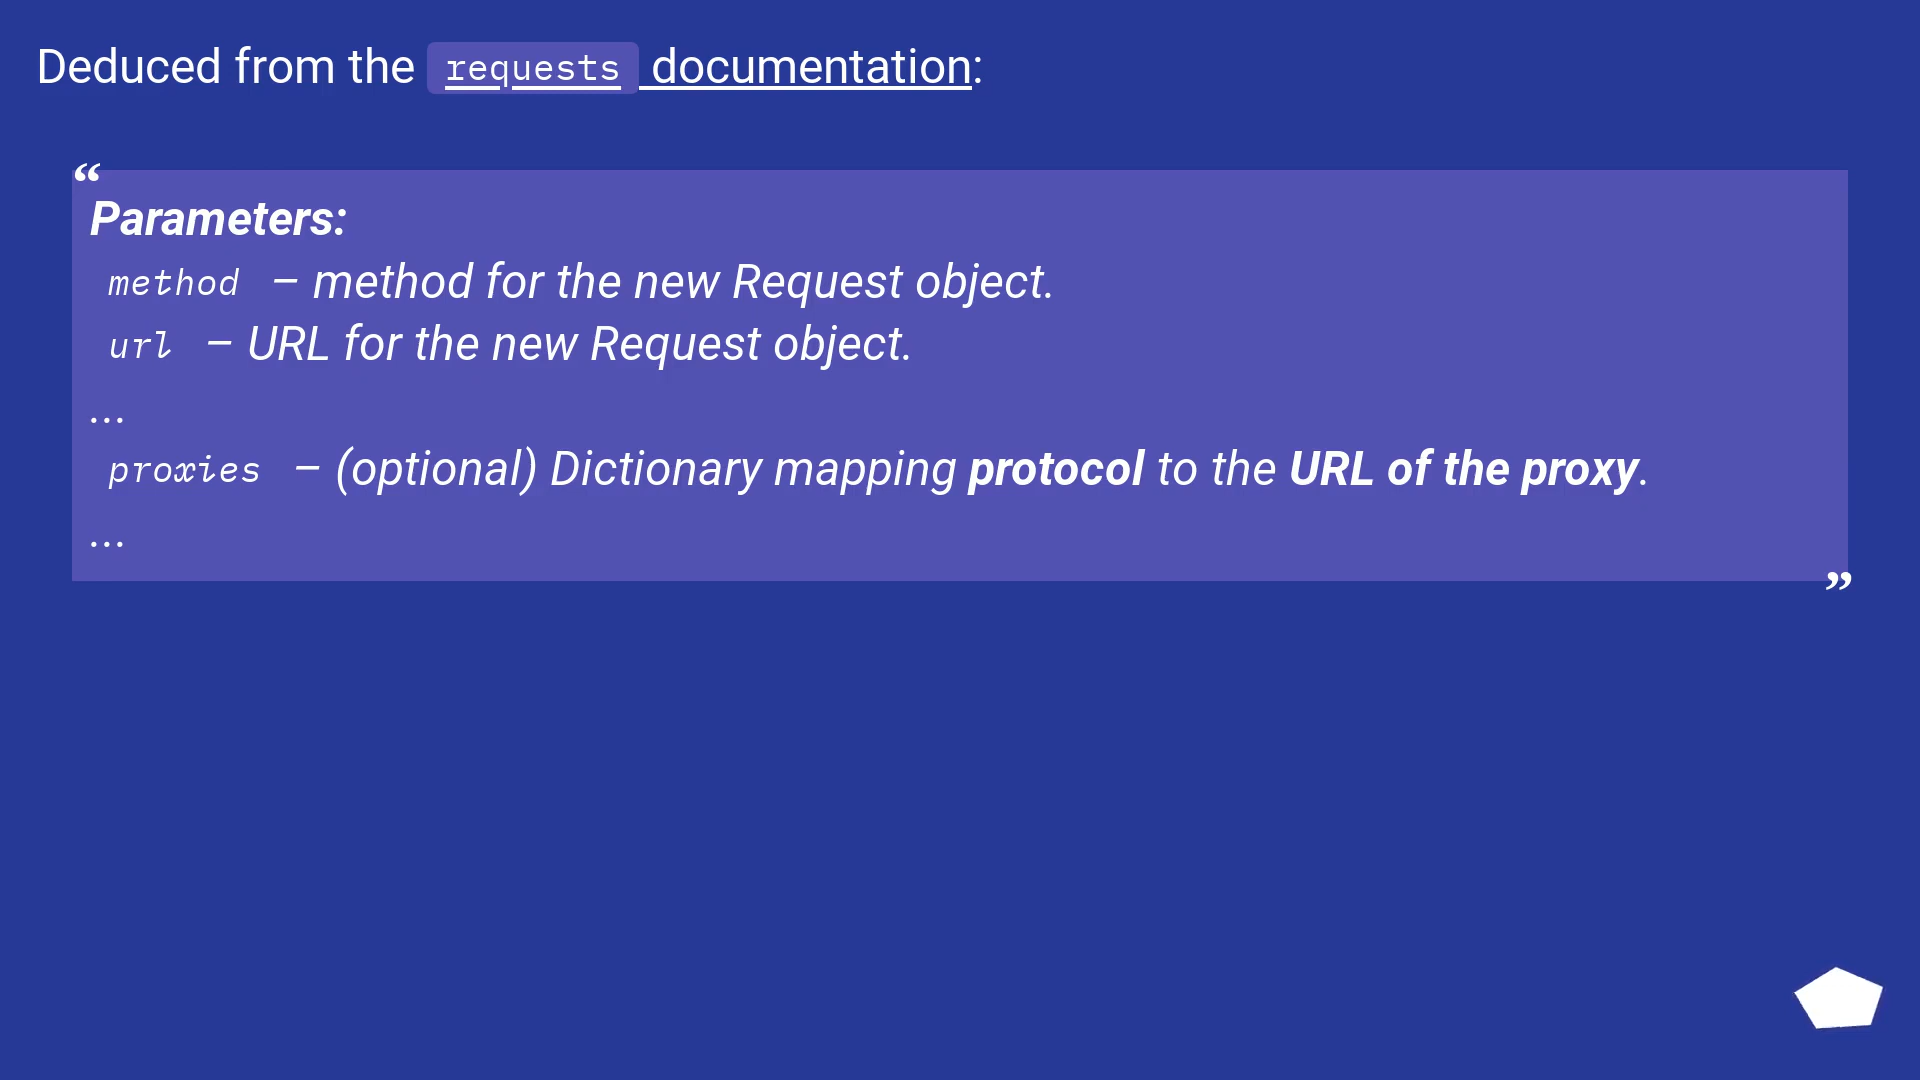 Deduced from the requests documentation:
“
Parameters:
method – method for the new Request object.
url – URL for the new Request object.
...
proxies – (optional) Dictionary mapping protocol to the URL of the proxy.
...
”